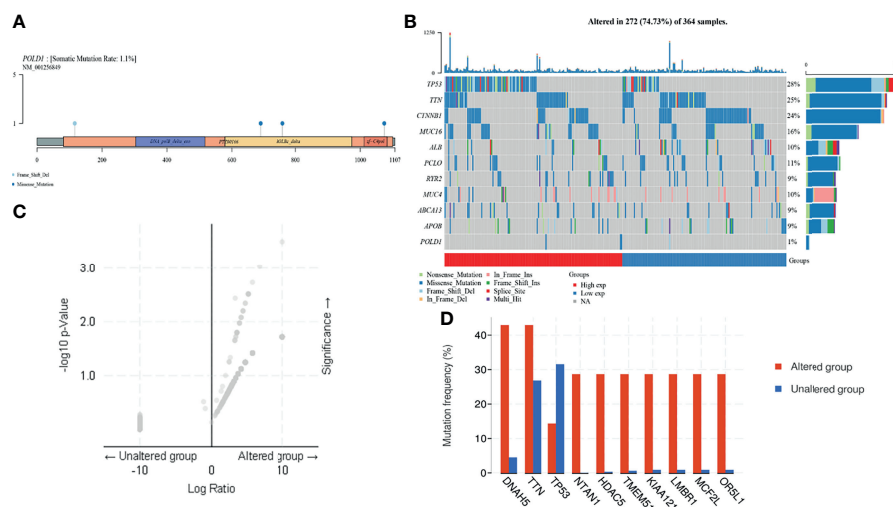 A
POLD1 : [Somatic Mutation Rate: 1.1%]
NM_001256849
5
1
0
200
400
600
800
1000
1107
Frame_Shift_Del
Missense_Mutation
B
Altered in 272 (74.73%) of 364 samples.
1250
0
0
TP53 28%
TTN 25%
CTNNB1 24%
MUC16 16%
ALB 10%
PCLO 11%
RYR2 9%
MUC4 10%
ABCA13 9%
APOB 9%
POLD1 1%
Groups
Nonsense_Mutation
Missense_Mutation
Frame_Shift_Del
In_Frame_Del
In_Frame_Ins
Frame_Shift_Ins
Splice_Site
Multi_Hit
Groups
High exp
Low exp
NA
C
-log10 p-Value
3.0
2.0
1.0
Significance →
← Unaltered group
Altered group →
-10
0
10
Log Ratio
D
Mutation frequency (%)
40
30
20
10
0
Altered group
Unaltered group
DNAH5
TTN
TP53
NTAN1
HDAC5
TMEM51
KIAA121
LMBR1
MCF2L
OR5L1